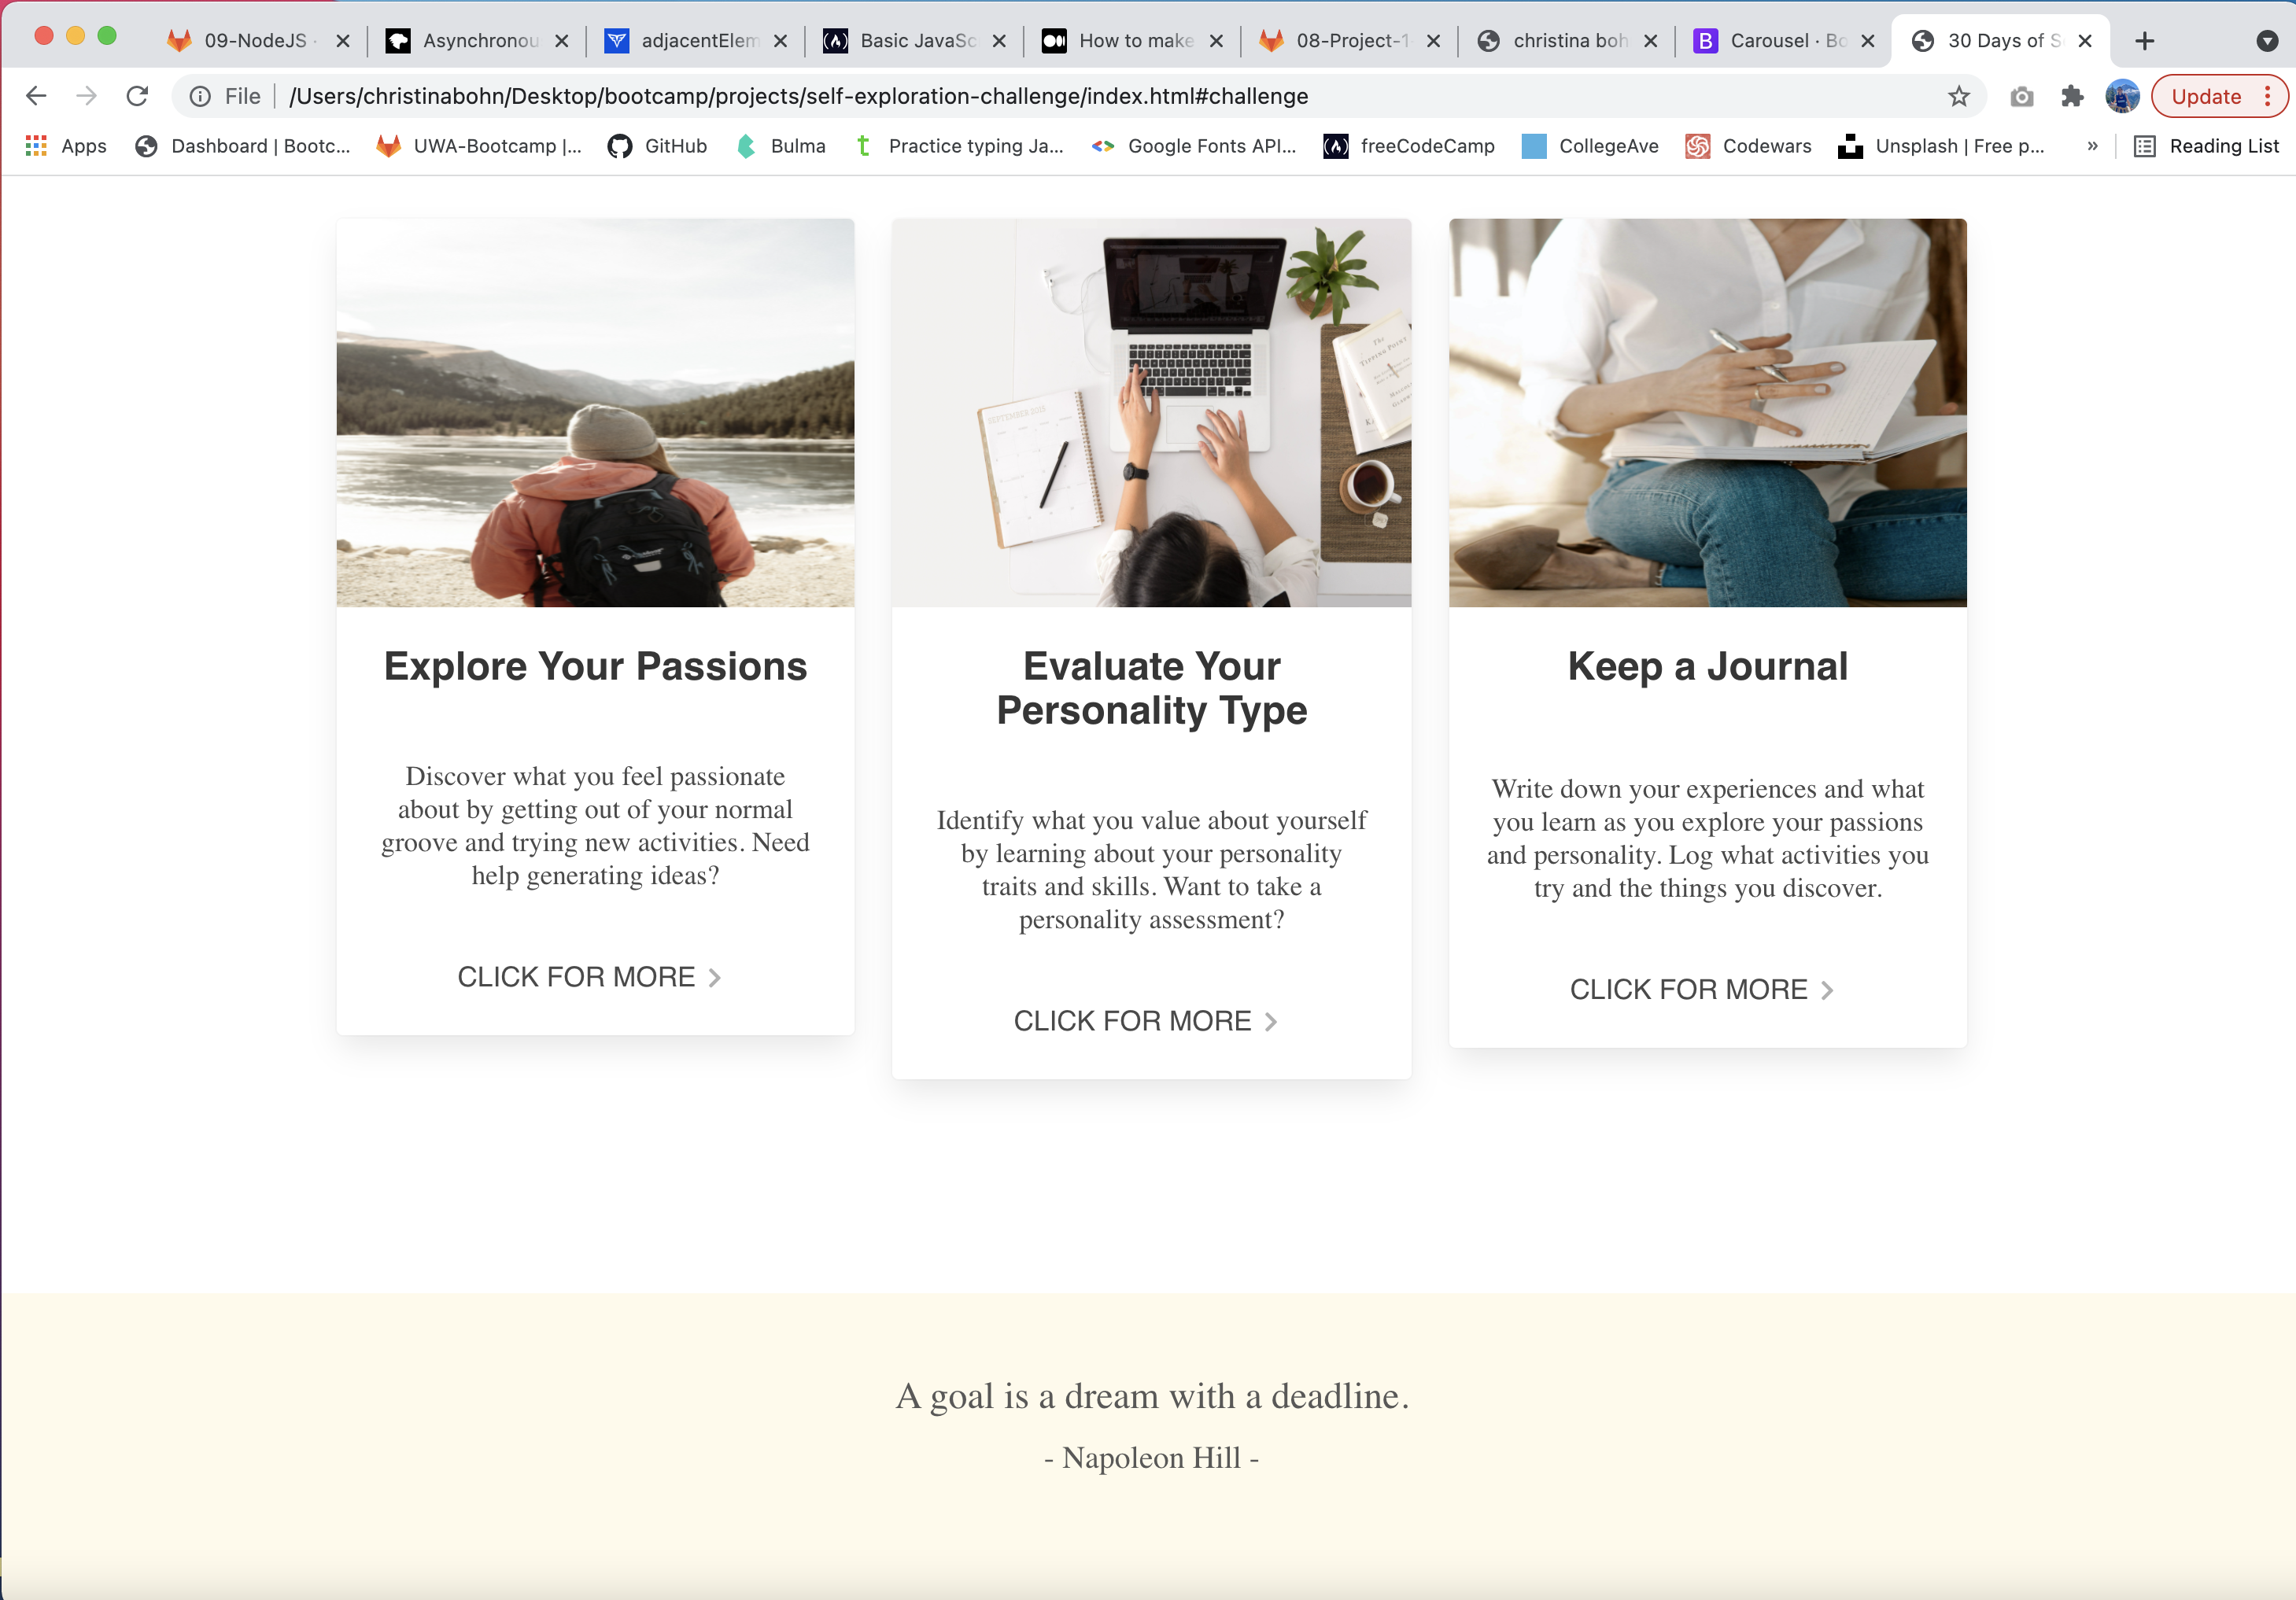 09-NodeJS ·
Asynchronou
adjacentElem
Basic JavaSc
How to make
08-Project-1
christina boh
Carousel · Bo
30 Days of S
File /Users/christinabohn/Desktop/bootcamp/projects/self-exploration-challenge/index.html#challenge
Update
Apps
Dashboard | Bootc...
UWA-Bootcamp |...
GitHub
Bulma
Practice typing Ja...
Google Fonts API...
freeCodeCamp
CollegeAve
Codewars
Unsplash | Free p...
»
Reading List
SEPTEMBER 2015
The
TIPPING POINT
Explore Your Passions
Discover what you feel passionate
about by getting out of your normal
groove and trying new activities. Need
help generating ideas?
CLICK FOR MORE
Evaluate Your
Personality Type
Identify what you value about yourself
by learning about your personality
traits and skills. Want to take a
personality assessment?
CLICK FOR MORE
Keep a Journal
Write down your experiences and what
you learn as you explore your passions
and personality. Log what activities you
try and the things you discover.
CLICK FOR MORE
A goal is a dream with a deadline.
- Napoleon Hill -